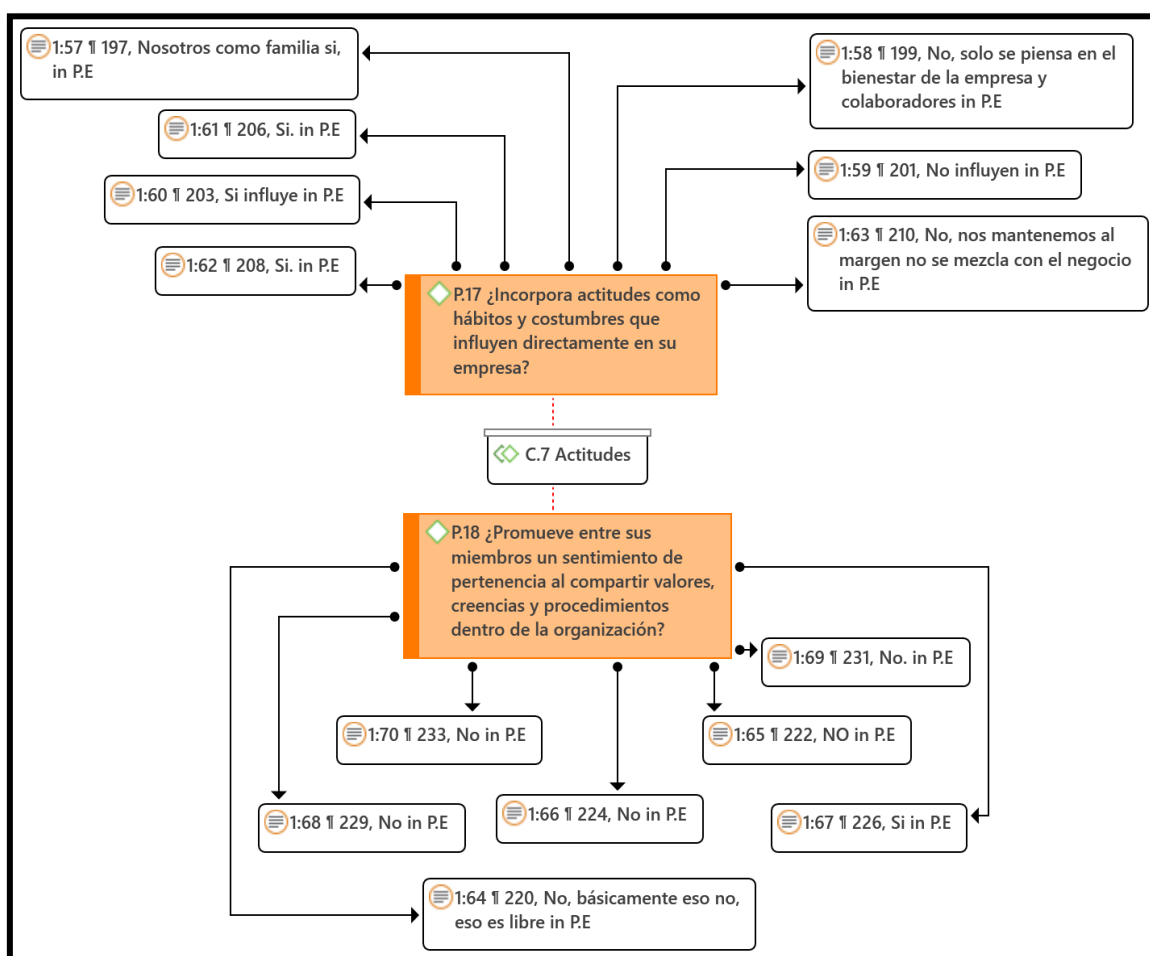 1:57 ¶ 197, Nosotros como familia si,
in P.E
1:58 ¶ 199, No, solo se piensa en el
bienestar de la empresa y
colaboradores in P.E
1:61 ¶ 206, Si. in P.E
1:59 ¶ 201, No influyen in P.E
1:60 ¶ 203, Si influye in P.E
1:63 ¶ 210, No, nos mantenemos al
margen no se mezcla con el negocio
in P.E
1:62 ¶ 208, Si. in P.E
P.17 ¿Incorpora actitudes como
hábitos y costumbres que
influyen directamente en su
empresa?
C.7 Actitudes
P.18 ¿Promueve entre sus
miembros un sentimiento de
pertenencia al compartir valores,
creencias y procedimientos
dentro de la organización?
1:69 ¶ 231, No. in P.E
1:70 ¶ 233, No in P.E
1:65 ¶ 222, NO in P.E
1:68 ¶ 229, No in P.E
1:66 ¶ 224, No in P.E
1:67 ¶ 226, Si in P.E
1:64 ¶ 220, No, básicamente eso no,
eso es libre in P.E